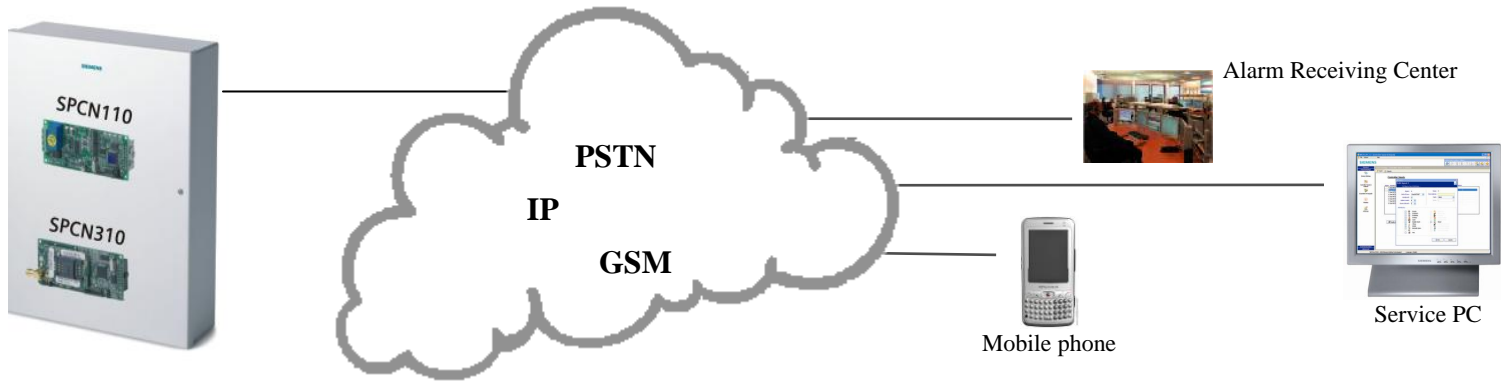 SIEMENS
SPCN110
SPCN310
PSTN
IP
GSM
Alarm Receiving Center
Mobile phone
Service PC